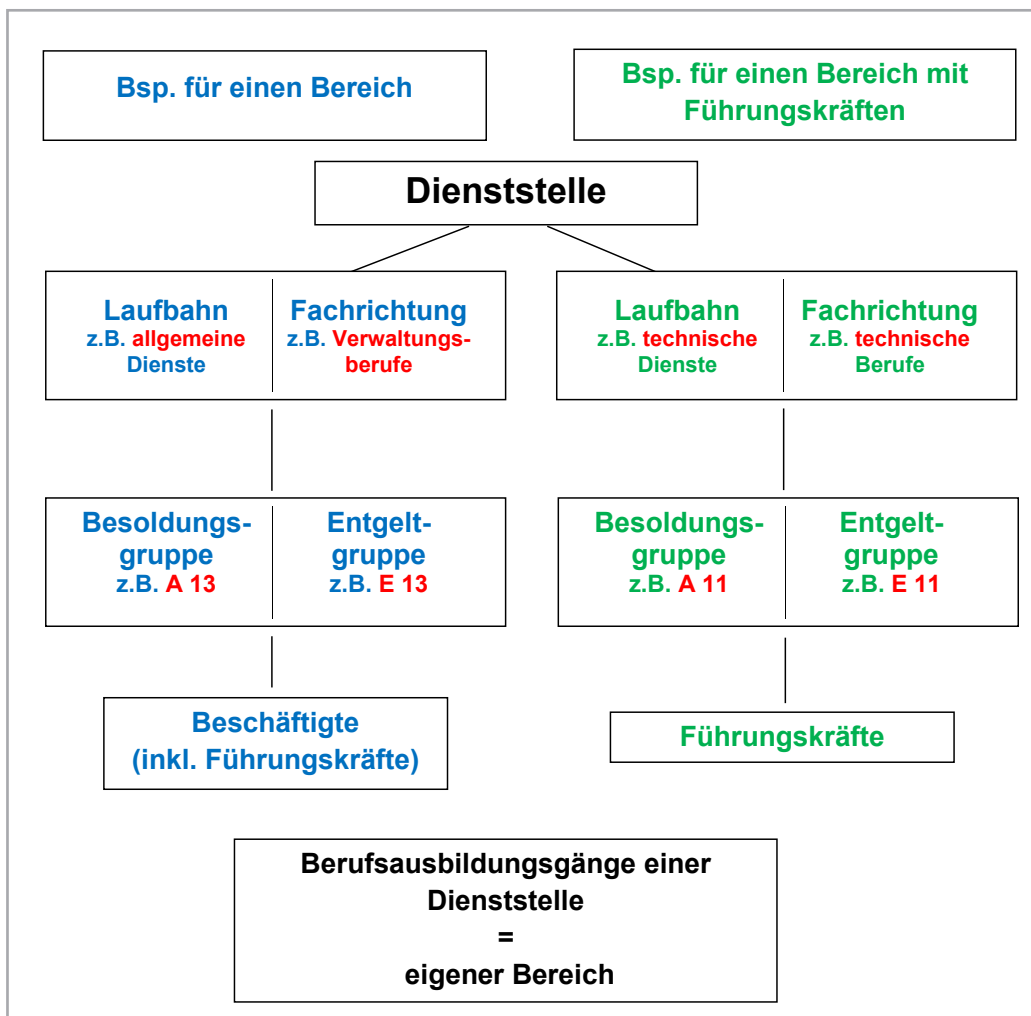 Bsp. für einen Bereich
Bsp. für einen Bereich mit
Führungskräften
Dienststelle
Laufbahn
z.B. allgemeine
Dienste
Fachrichtung
z.B. Verwaltungs-
berufe
Laufbahn
z.B. technische
Dienste
Fachrichtung
z.B. technische
Berufe
Besoldungs-
gruppe
z.B. A 13
Entgelt-
gruppe
z.B. E 13
Besoldungs-
gruppe
z.B. A 11
Entgelt-
gruppe
z.B. E 11
Beschäftigte
(inkl. Führungskräfte)
Führungskräfte
Berufsausbildungsgänge einer
Dienststelle
=
eigener Bereich